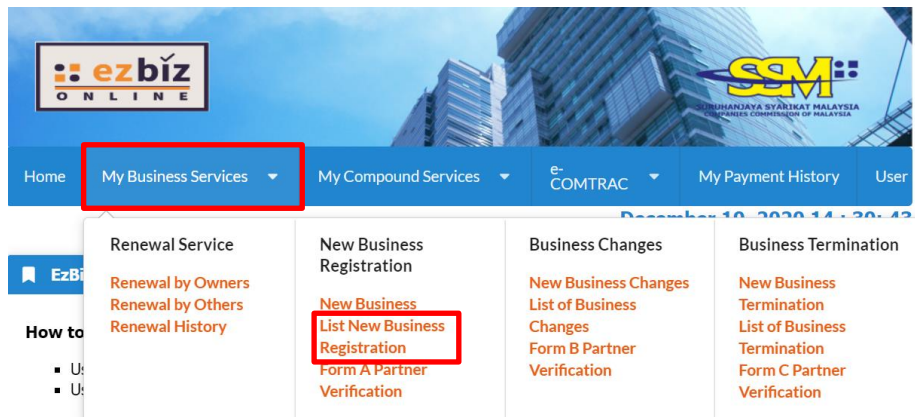 ezbiz
ONLINE
SSM
SURUHANJAYA SYARIKAT MALAYSIA
COMPANIES COMMISSION OF MALAYSIA
Home
My Business Services
My Compound Services
e-
COMTRAC
My Payment History
User
December 10, 2020 14 : 30: 43
Renewal Service
Renewal by Owners
Renewal by Others
Renewal History
New Business
Registration
New Business
List New Business
Registration
Form A Partner
Verification
Business Changes
New Business Changes
List of Business
Changes
Form B Partner
Verification
Business Termination
New Business
Termination
List of Business
Termination
Form C Partner
Verification
EzBi
How to